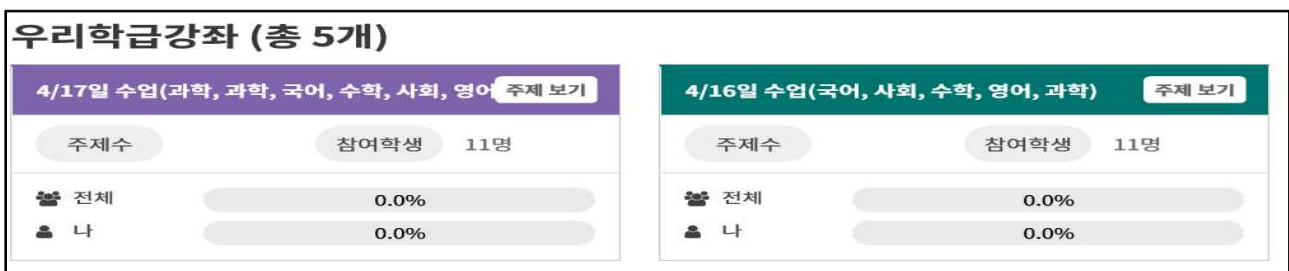 우리학급강좌 (총 5개)
4/17일 수업(과학, 과학, 국어, 수학, 사회, 영어 주제 보기
주제수 참여학생 11명
전체 0.0%
나 0.0%
4/16일 수업(국어, 사회, 수학, 영어, 과학) 주제 보기
주제수 참여학생 11명
전체 0.0%
나 0.0%